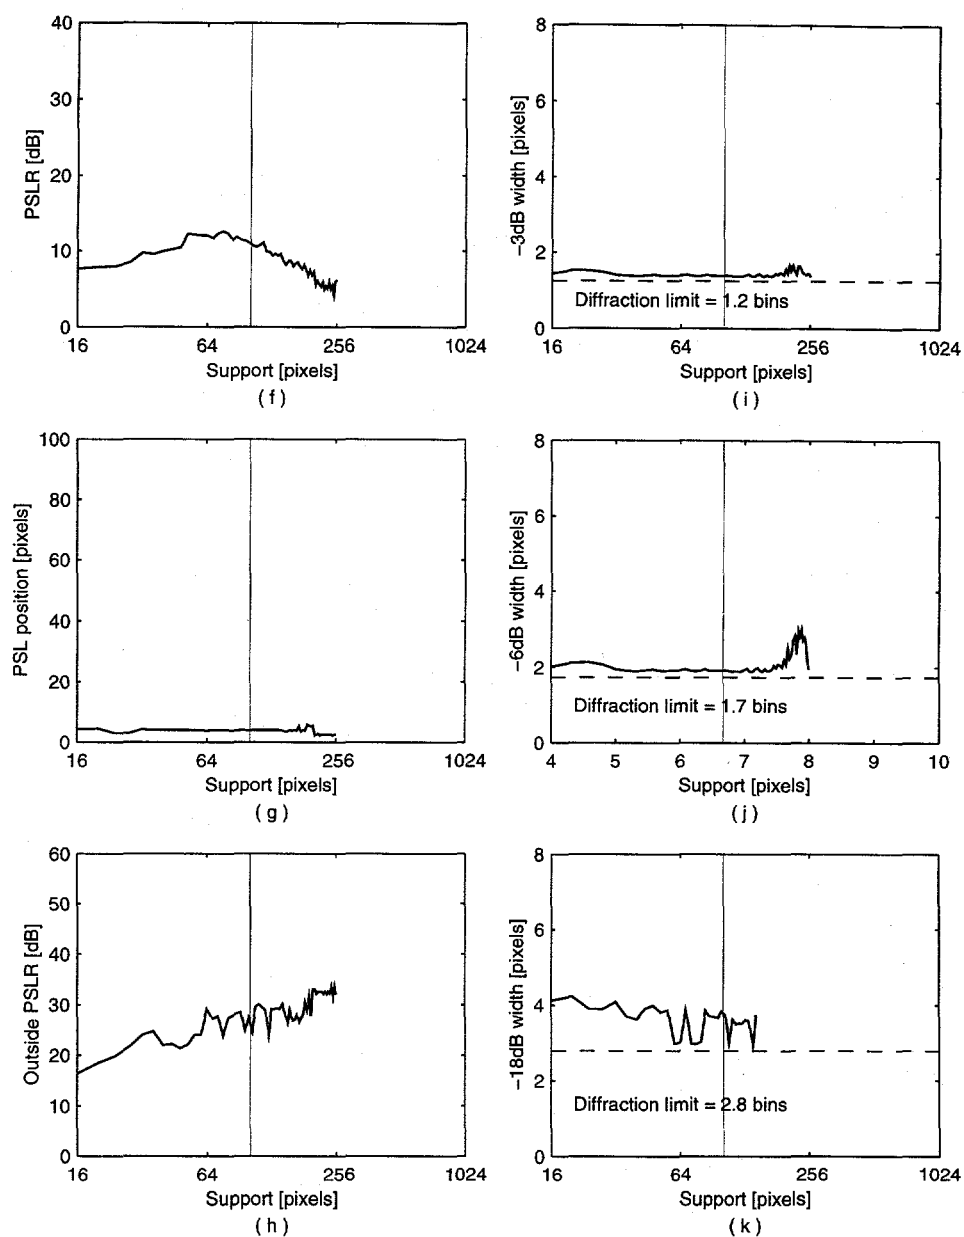 40
30
20
10
0
PSLR [dB]
16 64 256 1024
Support [pixels]
( f )
8
6
4
2
0
-3dB width [pixels]
Diffraction limit = 1.2 bins
16 64 256 1024
Support [pixels]
( i )
100
80
60
40
20
0
PSL position [pixels]
16 64 256 1024
Support [pixels]
( g )
8
6
4
2
0
-6dB width [pixels]
Diffraction limit = 1.7 bins
4 5 6 7 8 9 10
Support [pixels]
( j )
60
50
40
30
20
10
0
Outside PSLR [dB]
16 64 256 1024
Support [pixels]
( h )
8
6
4
2
0
-18dB width [pixels]
Diffraction limit = 2.8 bins
16 64 256 1024
Support [pixels]
( k )